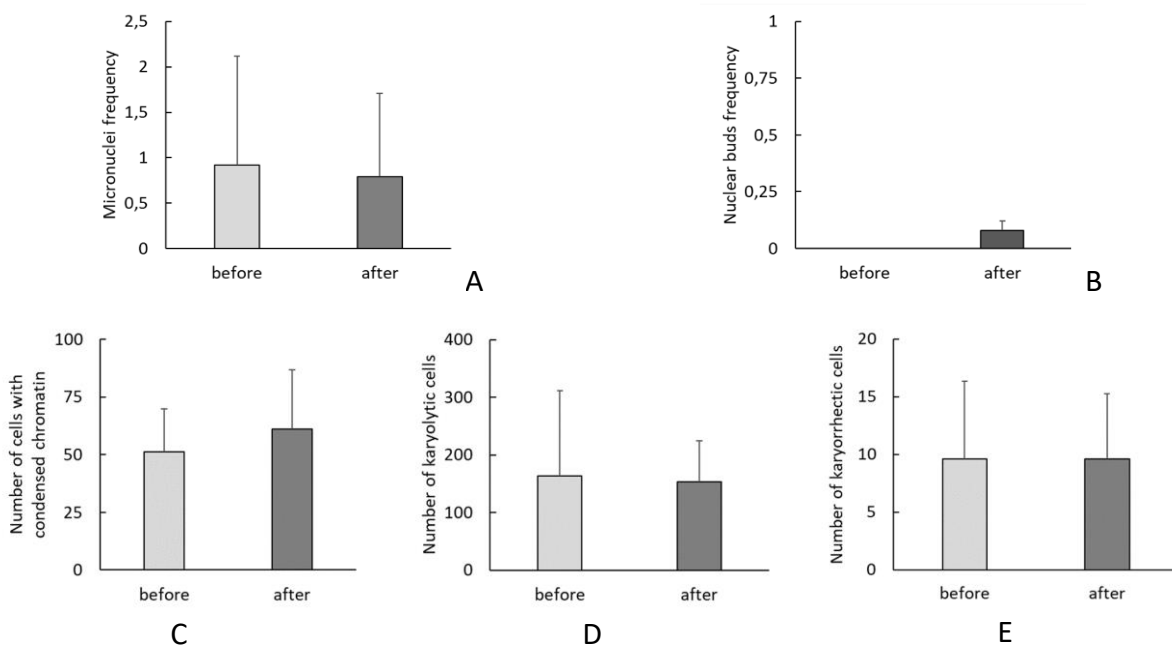 Micronuclei frequency
2,5
2
1,5
1
0,5
0
before
after
A
Nuclear buds frequency
1
0,75
0,5
0,25
0
before
after
B
Number of cells with
condensed chromatin
100
75
50
25
0
before
after
C
Number of karyolytic cells
400
300
200
100
0
before
after
D
Number of karyorrhectic cells
20
15
10
5
0
before
after
E